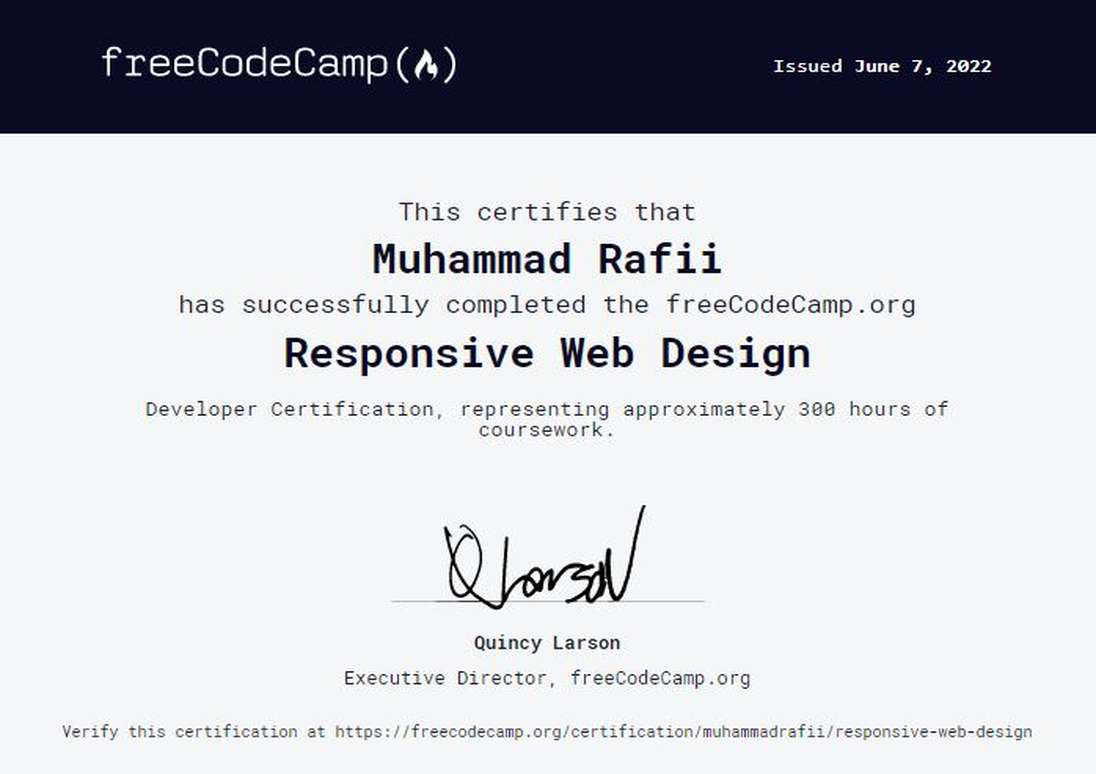 freeCodeCamp
Issued June 7, 2022
This certifies that
Muhammad Rafii
has successfully completed the freeCodeCamp.org
Responsive Web Design
Developer Certification, representing approximately 300 hours of
coursework.
Q Larson
Quincy Larson
Executive Director, freeCodeCamp.org
Verify this certification at https://freecodecamp.org/certification/muhammadrafii/responsive-web-design